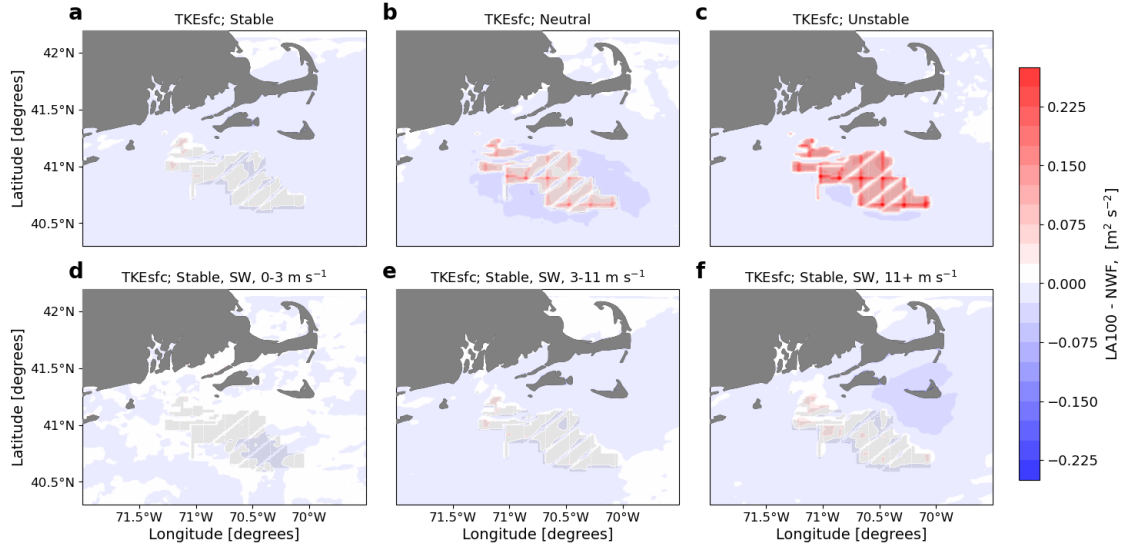 a
TKEsfc; Stable
b
TKEsfc; Neutral
c
TKEsfc; Unstable
Latitude [degrees]
42°N
41.5°N
41°N
40.5°N
d
TKEsfc; Stable, SW, 0-3 m s⁻¹
e
TKEsfc; Stable, SW, 3-11 m s⁻¹
f
TKEsfc; Stable, SW, 11+ m s⁻¹
Latitude [degrees]
42°N
41.5°N
41°N
40.5°N
71.5°W 71°W 70.5°W 70°W
Longitude [degrees]
71.5°W 71°W 70.5°W 70°W
Longitude [degrees]
71.5°W 71°W 70.5°W 70°W
Longitude [degrees]
0.225
0.150
0.075
0.000
−0.075
−0.150
−0.225
LA100 - NWF, [m² s⁻²]